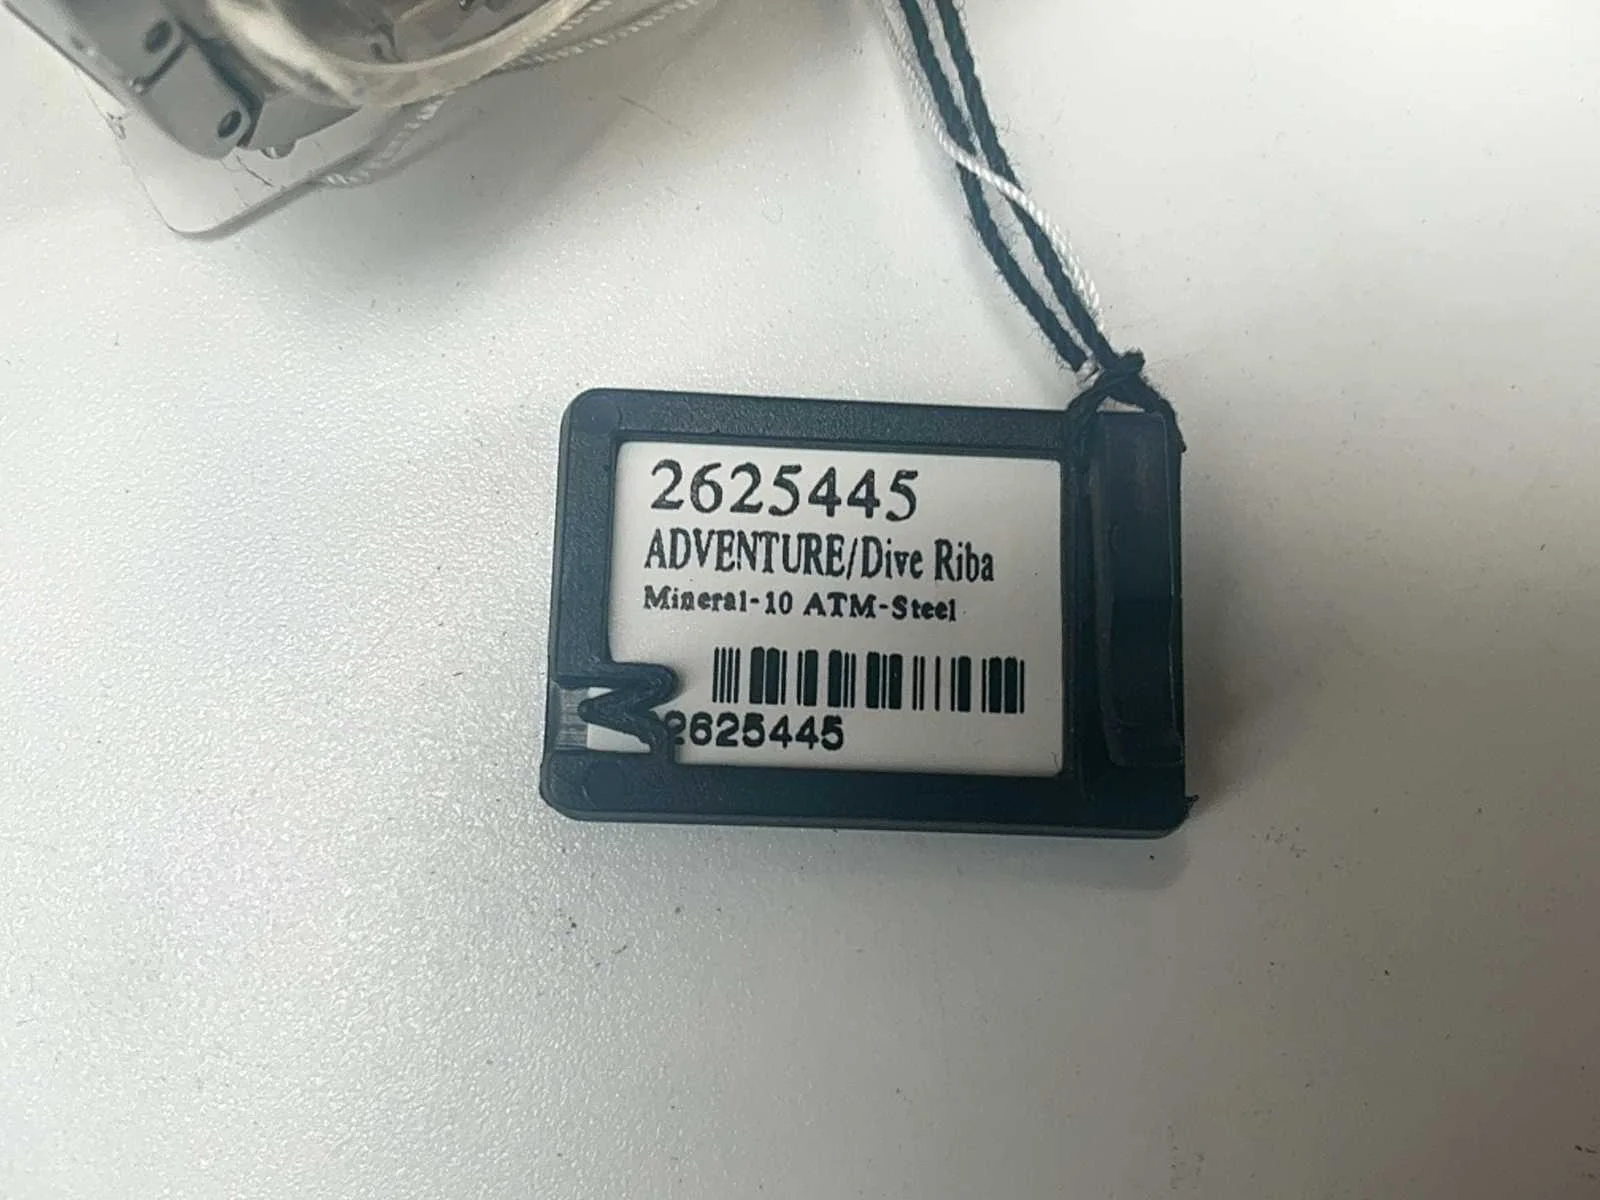 2625445
ADVENTURE/Dive Riba
Mineral-10 ATM-Steel
2625445